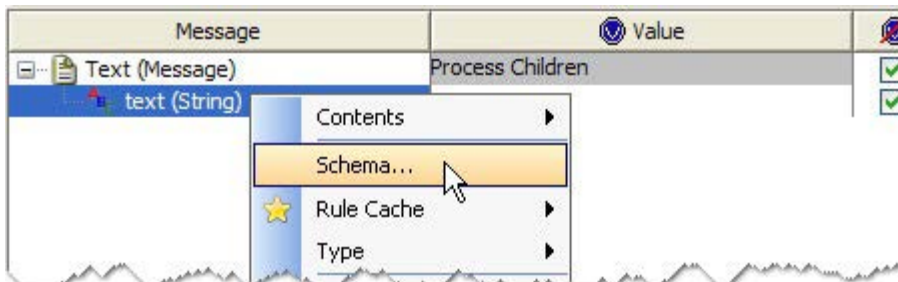 Message Value
Text (Message) Process Children
text (String)
Contents
Schema...
Rule Cache
Type